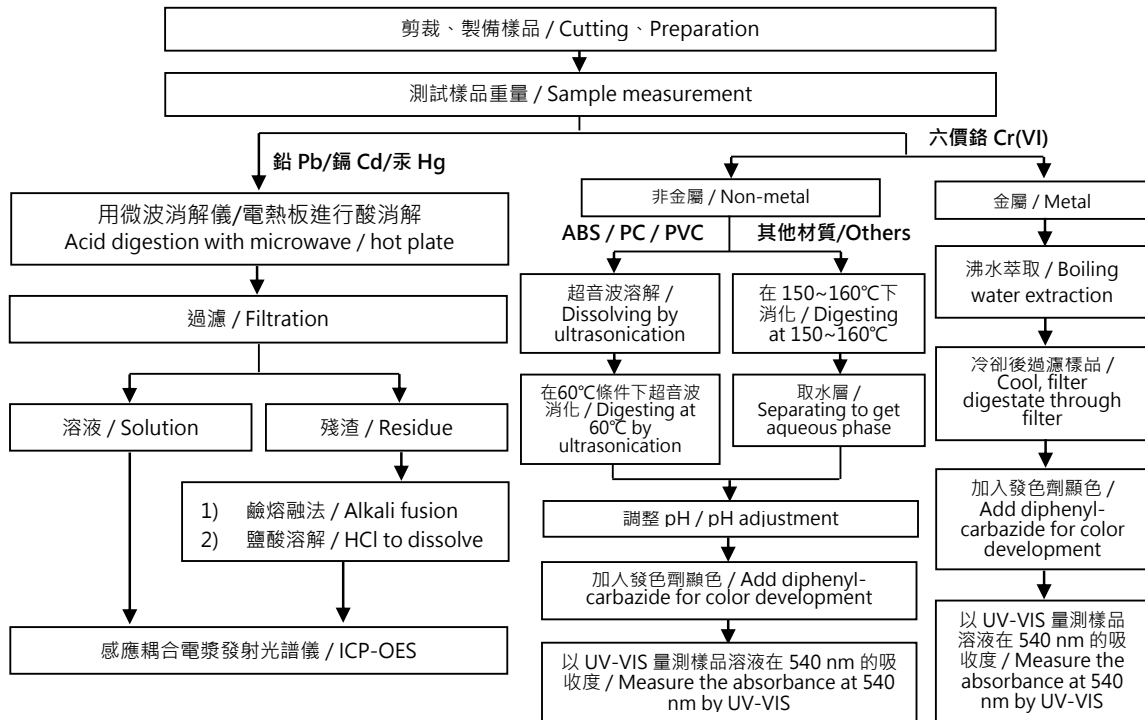 剪裁、製備樣品 / Cutting、Preparation
測試樣品重量 / Sample measurement
鉛 Pb/鎘 Cd/汞 Hg
用微波消解儀/電熱板進行酸消解
Acid digestion with microwave / hot plate
過濾 / Filtration
溶液 / Solution
殘渣 / Residue
1) 鹼熔融法 / Alkali fusion
2) 鹽酸溶解 / HCl to dissolve
感應耦合電漿發射光譜儀 / ICP-OES
六價鉻 Cr(VI)
非金屬 / Non-metal
ABS / PC / PVC
其他材質/Others
超音波溶解 /
Dissolving by
ultrasonication
在60℃條件下超音波
消化 / Digesting at
60℃ by
ultrasonication
在 150~160℃下
消化 / Digesting
at 150~160℃
取水層 /
Separating to get
aqueous phase
調整 pH / pH adjustment
加入發色劑顯色 / Add diphenyl-
carbazide for color development
以 UV-VIS 量測樣品溶液在 540 nm 的吸
收度 / Measure the absorbance at 540
nm by UV-VIS
金屬 / Metal
沸水萃取 / Boiling
water extraction
冷卻後過濾樣品 /
Cool, filter
digestate through
filter
加入發色劑顯色 /
Add diphenyl-
carbazide for color
development
以 UV-VIS 量測樣品
溶液在 540 nm 的吸
收度 / Measure the
absorbance at 540
nm by UV-VIS